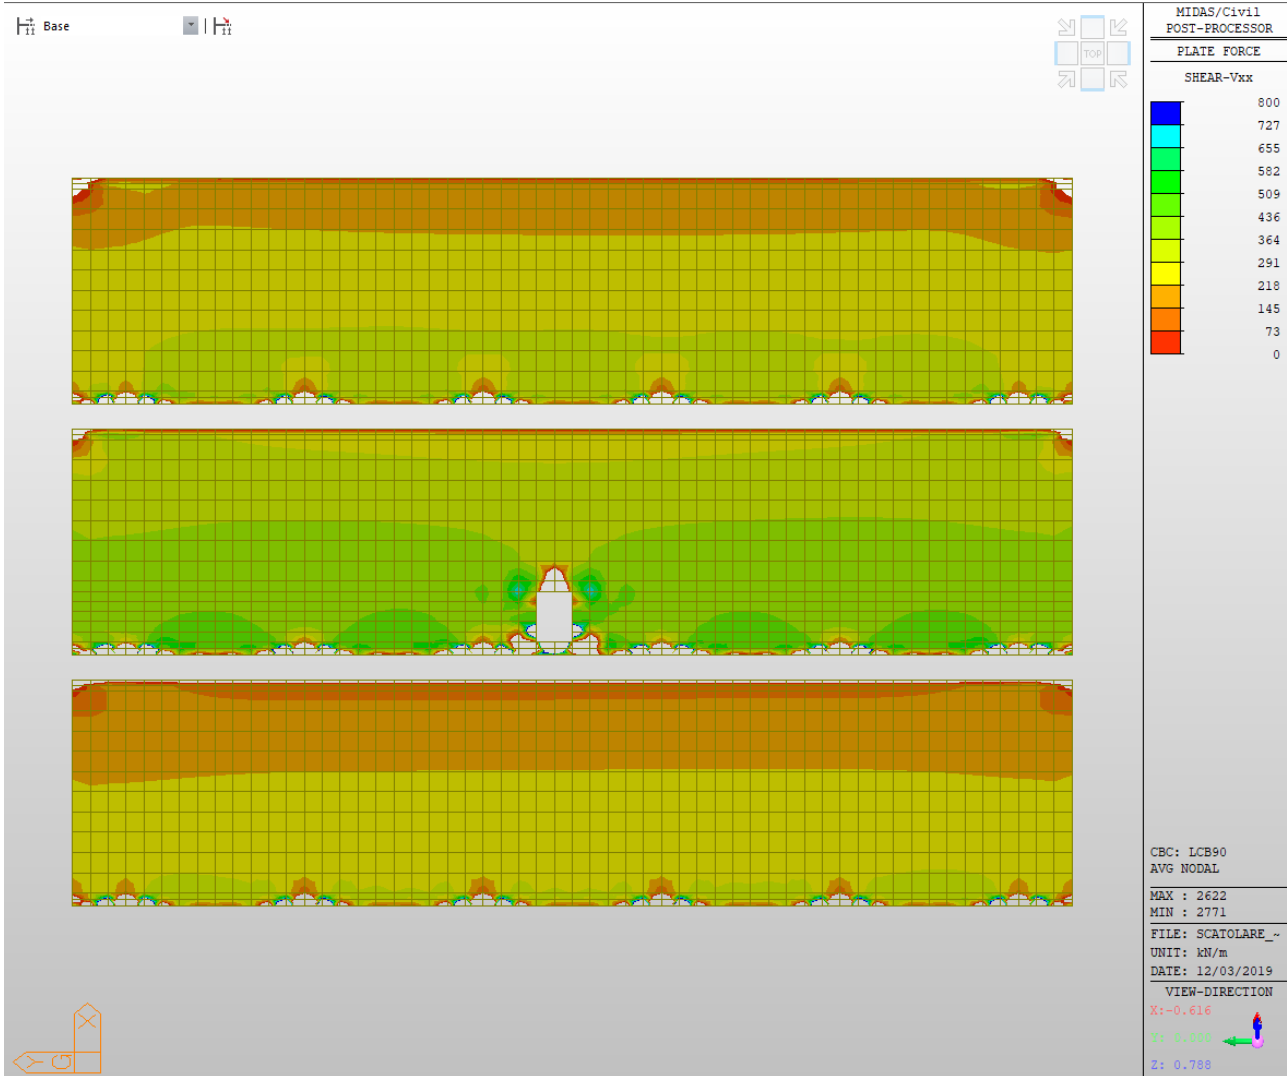 Base
TOP
MIDAS/Civil
POST-PROCESSOR
PLATE FORCE
SHEAR-Vxx
800
727
655
582
509
436
364
291
218
145
73
0
CBC: LCB90
AVG NODAL
MAX : 2622
MIN : 2771
FILE: SCATOLARE_~
UNIT: kN/m
DATE: 12/03/2019
VIEW-DIRECTION
X:-0.616
Z: 0.788
X
Y G